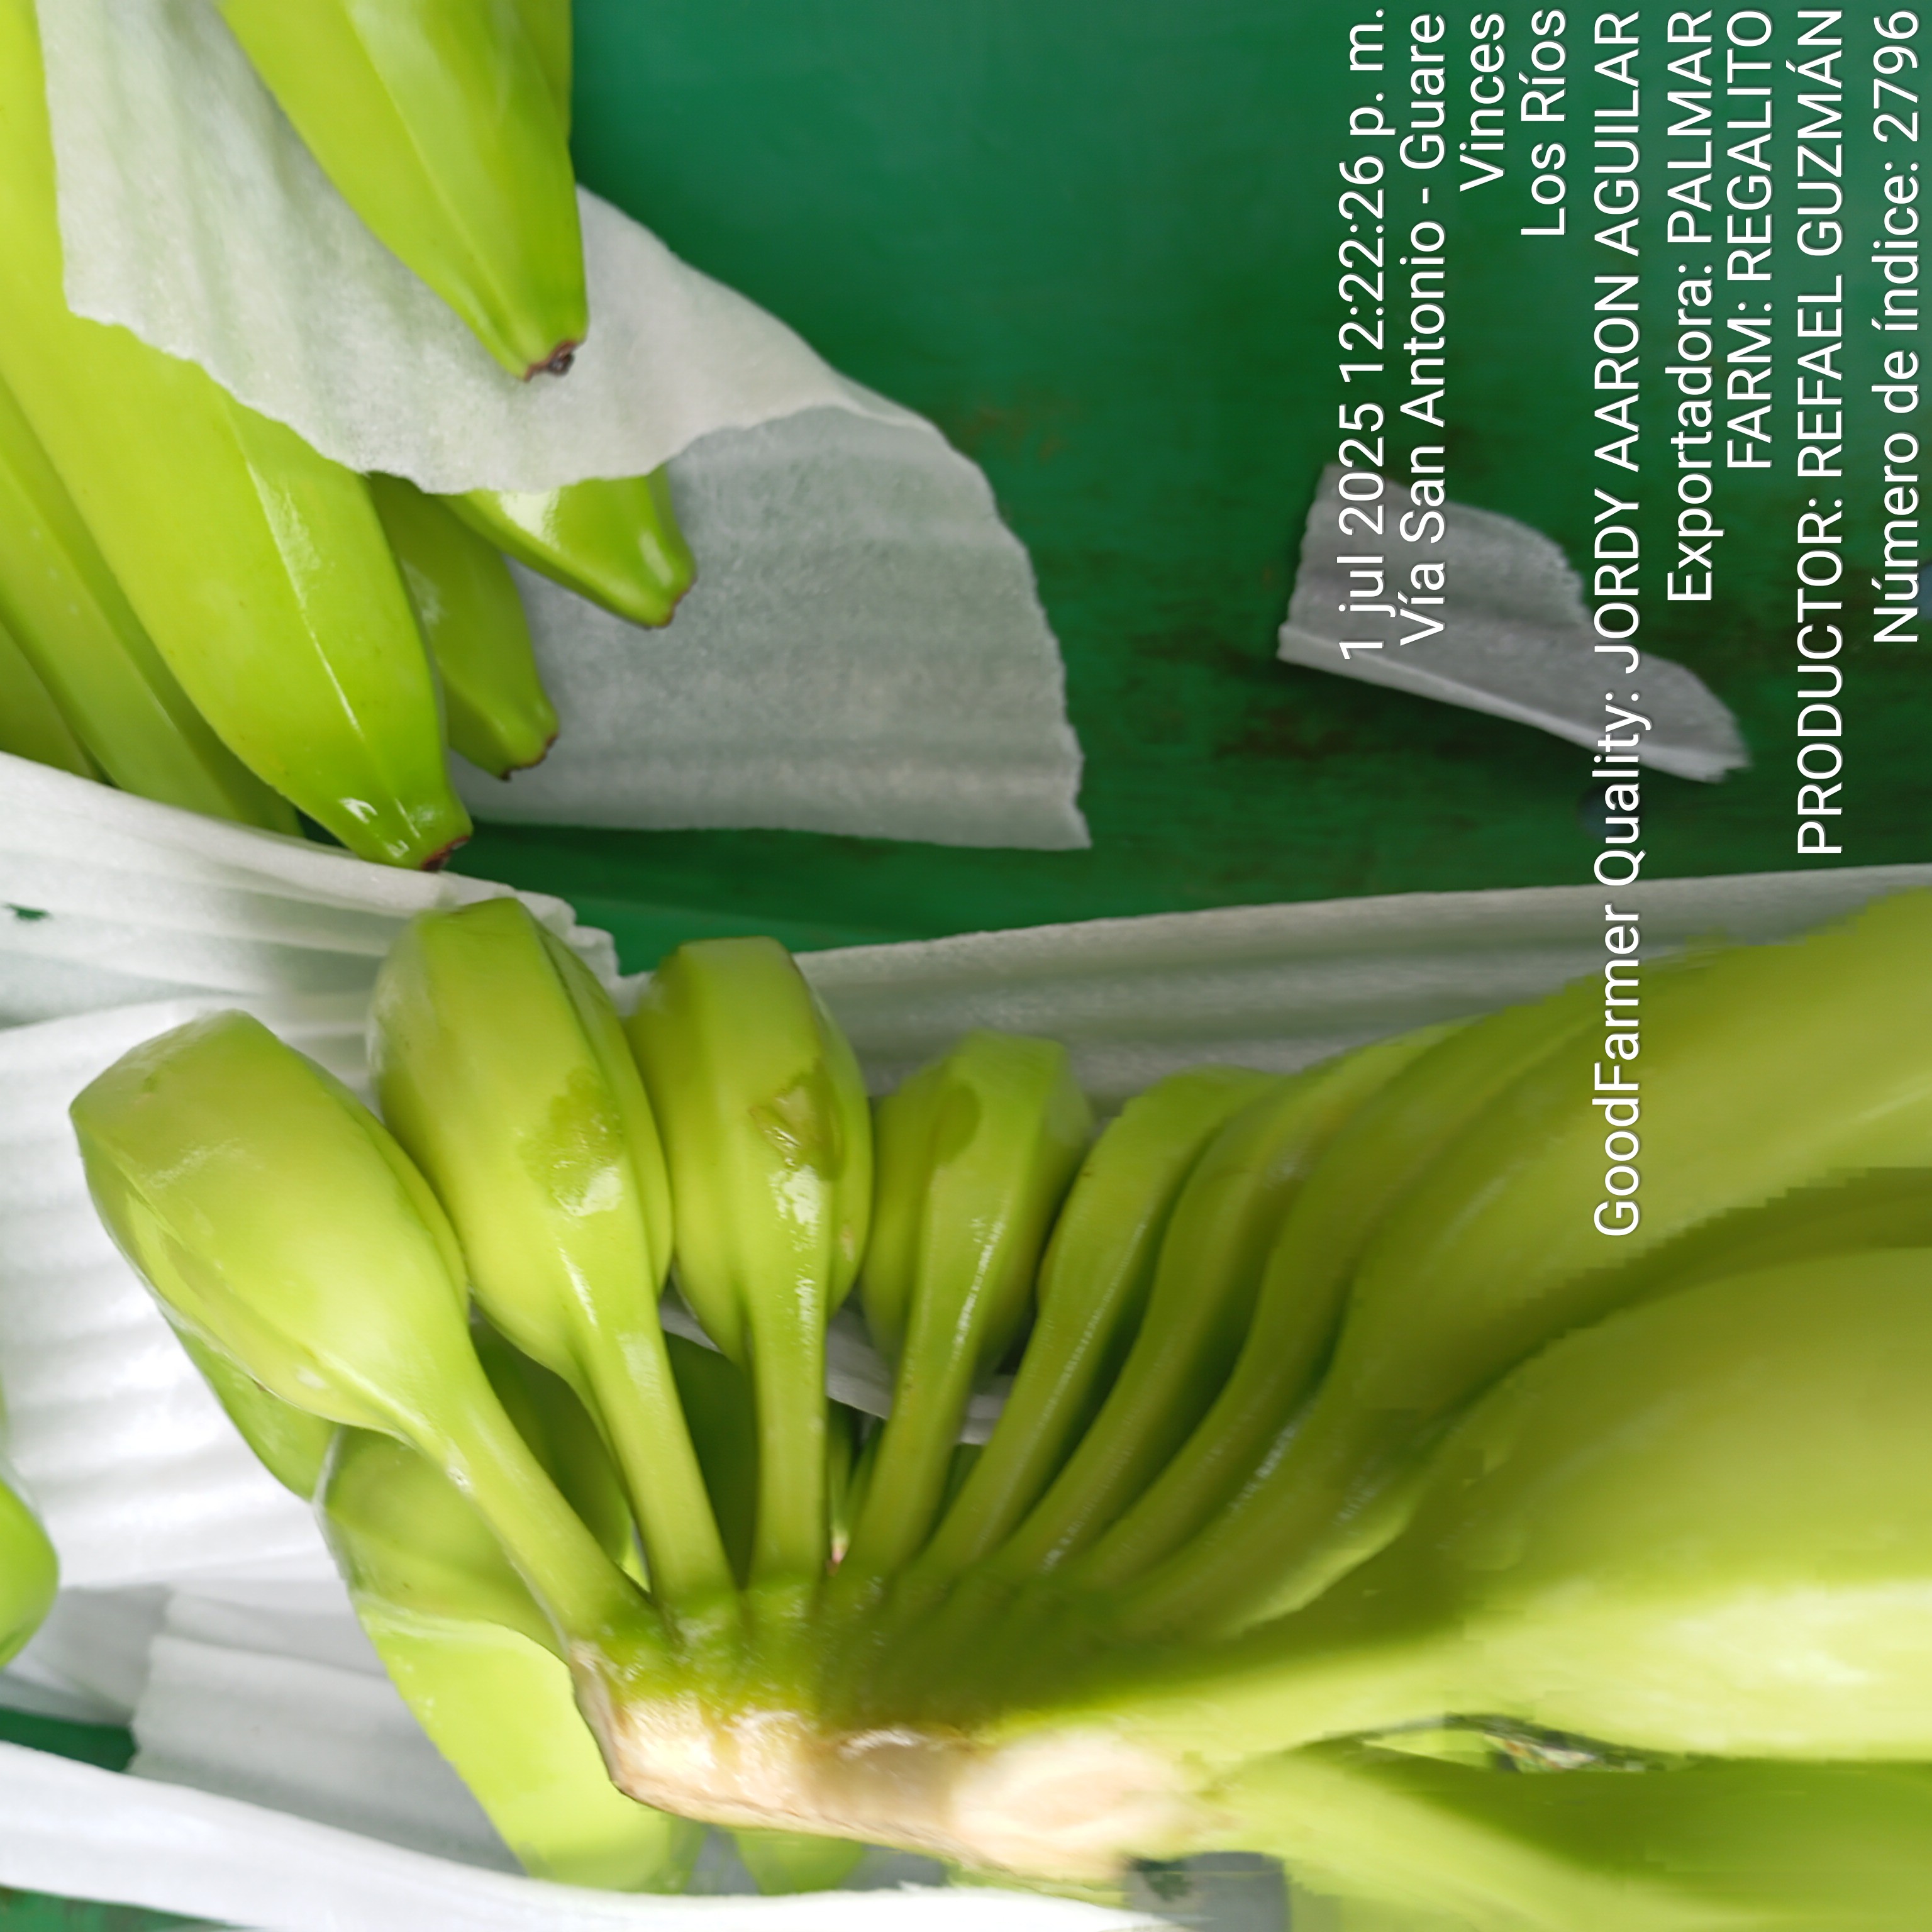 1 jul 2025 12:22:26 p. m.
Vía San Antonio - Guare
Vinces
Los Ríos
GoodFarmer Quality: JORDY AARON AGUILAR
Exportadora: PALMAR
FARM: REGALITO
PRODUCTOR: REFAEL GUZMÁN
Número de índice: 2796